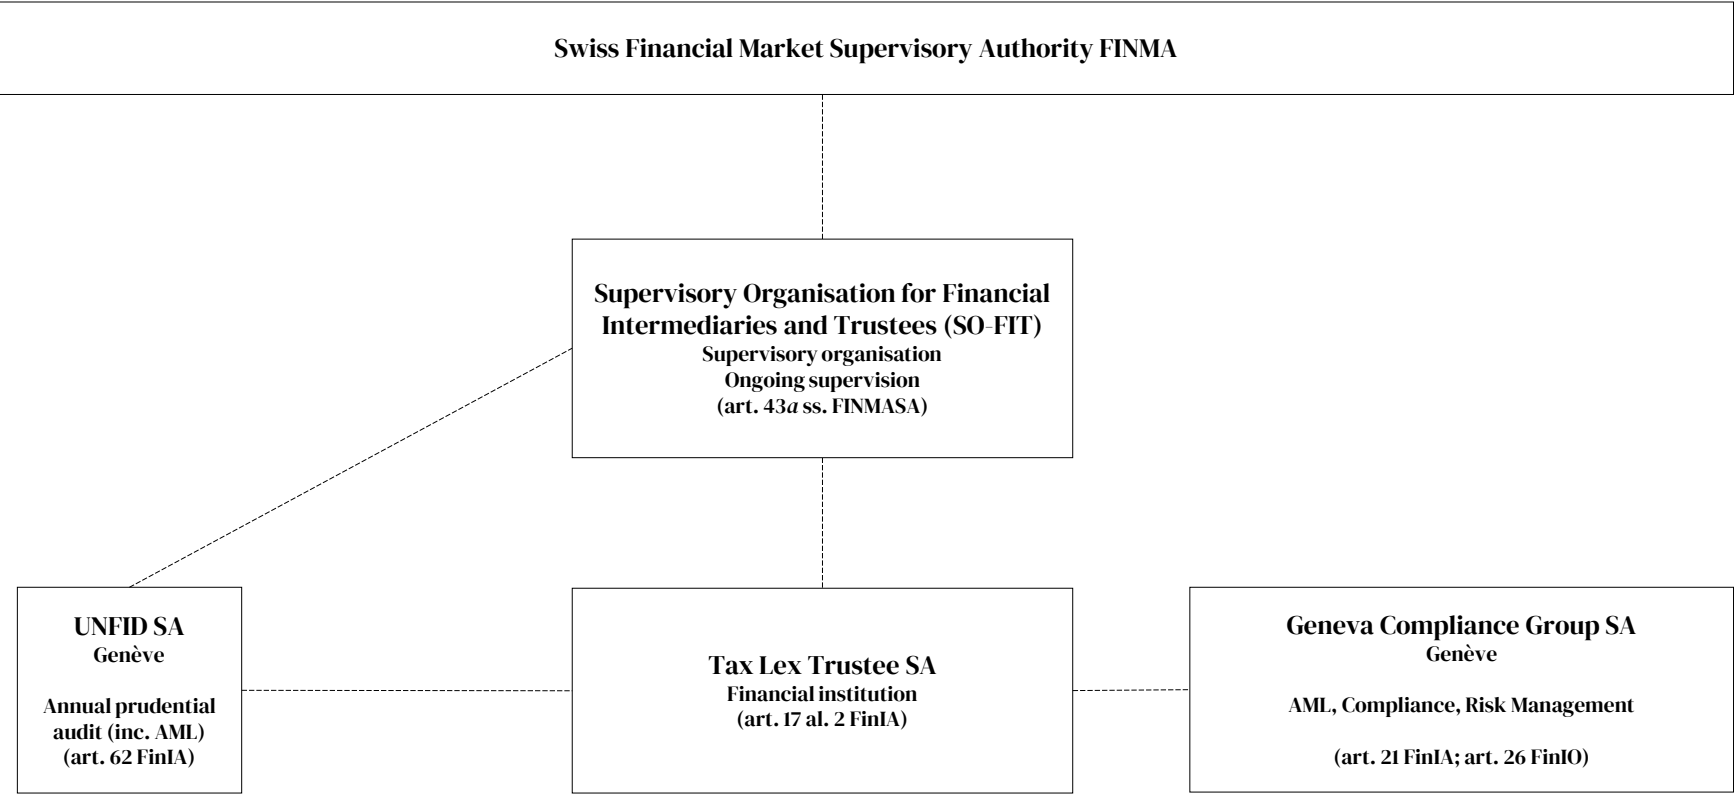 Swiss Financial Market Supervisory Authority FINMA
Supervisory Organisation for Financial
Intermediaries and Trustees (SO-FIT)
Supervisory organisation
Ongoing supervision
(art. 43a ss. FINMASA)
UNFID SA
Genève
Annual prudential
audit (inc. AML)
(art. 62 FinIA)
Tax Lex Trustee SA
Financial institution
(art. 17 al. 2 FinIA)
Geneva Compliance Group SA
Genève
AML, Compliance, Risk Management
(art. 21 FinIA; art. 26 FinIO)